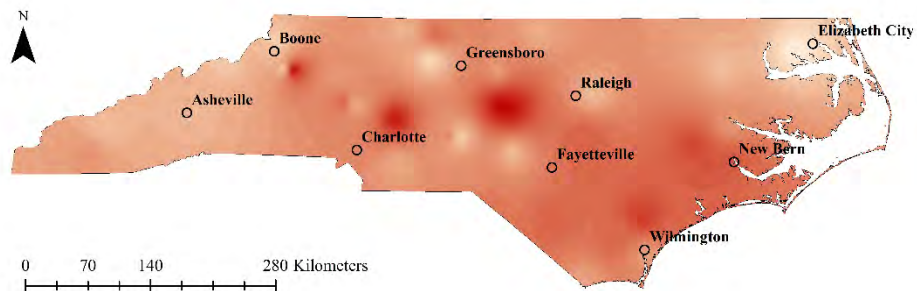 N
Boone
Greensboro
Elizabeth City
Raleigh
Asheville
Charlotte
Fayetteville
New Bern
Wilmington
0 70 140 280 Kilometers